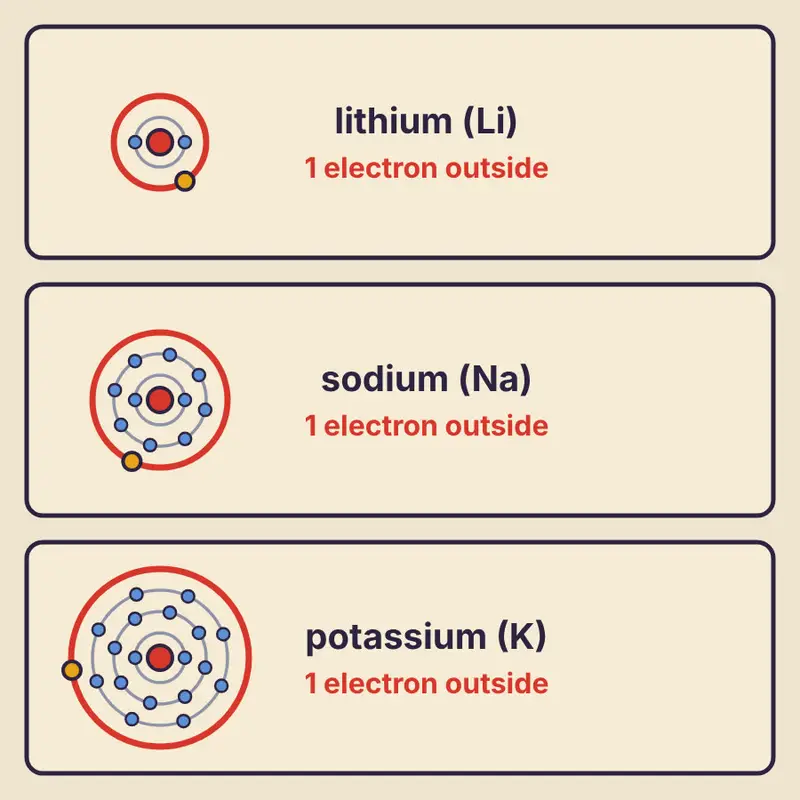 lithium (Li)
1 electron outside
sodium (Na)
1 electron outside
potassium (K)
1 electron outside